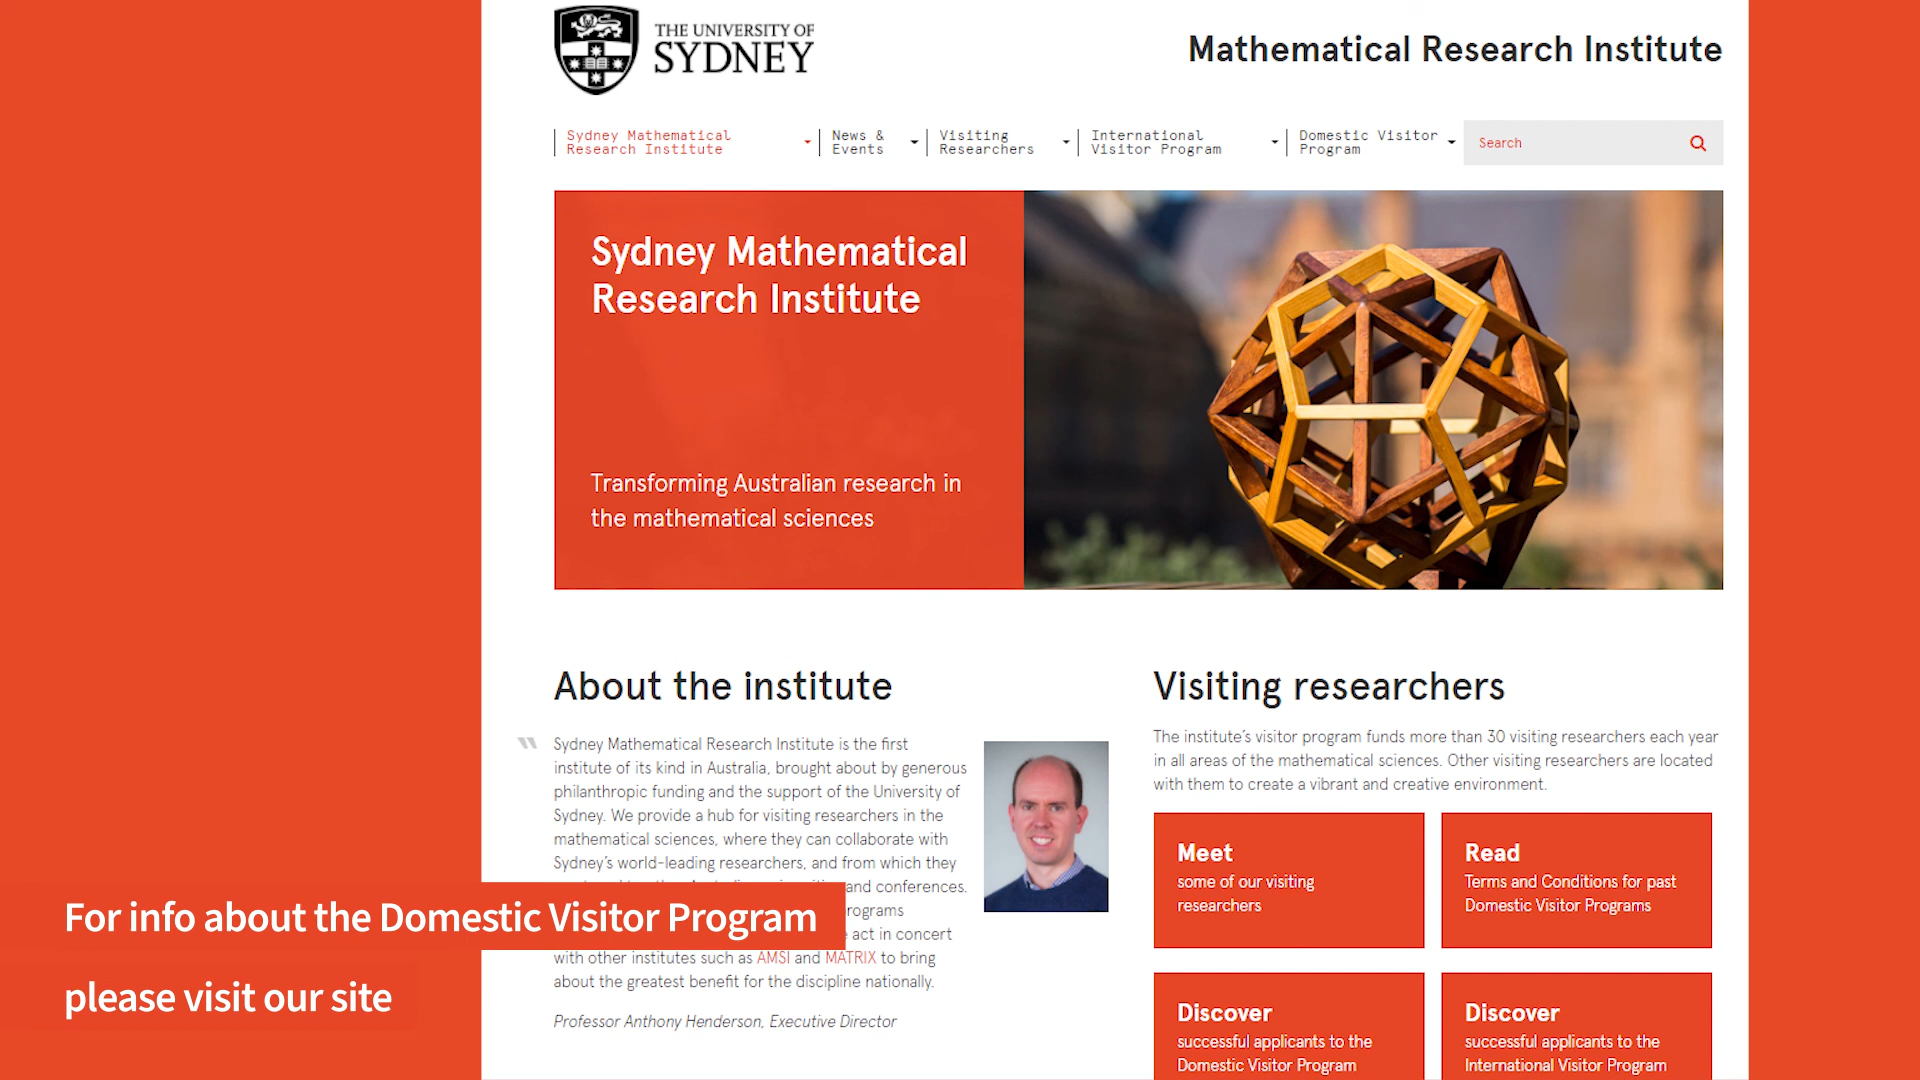 THE UNIVERSITY OF
SYDNEY
Mathematical Research Institute
Sydney Mathematical
Research Institute
News &
Events
Visiting
Researchers
International
Visitor Program
Domestic Visitor
Program
Search
Sydney Mathematical
Research Institute
Transforming Australian research in
the mathematical sciences
About the institute
Sydney Mathematical Research Institute is the first
institute of its kind in Australia, brought about by generous
philanthropic funding and the support of the University of
Sydney. We provide a hub for visiting researchers in the
mathematical sciences, where they can collaborate with
Sydney's world-leading researchers, and from which they
and conferences.
act in concert
with other institutes such as AMSI and MATRIX to bring
about the greatest benefit for the discipline nationally.
Professor Anthony Henderson, Executive Director
Visiting researchers
The institute's visitor program funds more than 30 visiting researchers each year
in all areas of the mathematical sciences. Other visiting researchers are located
with them to create a vibrant and creative environment.
Meet
some of our visiting
researchers
Read
Terms and Conditions for past
Domestic Visitor Programs
Discover
successful applicants to the
Domestic Visitor Program
Discover
successful applicants to the
International Visitor Program
For info about the Domestic Visitor Program
please visit our site